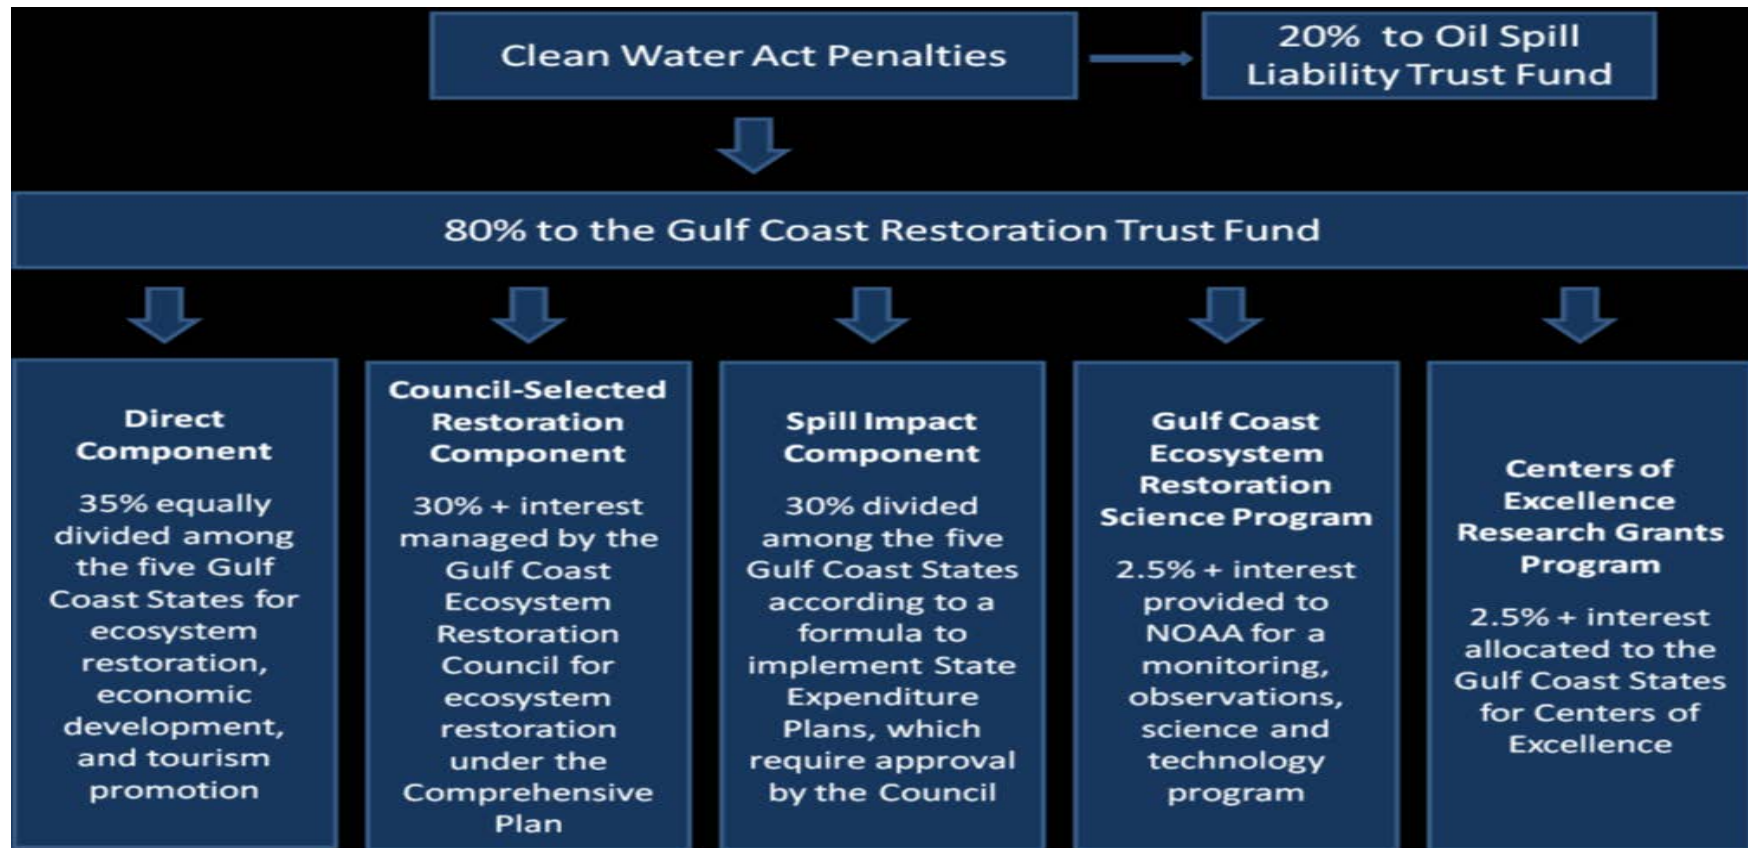 Clean Water Act Penalties
20% to Oil Spill
Liability Trust Fund
80% to the Gulf Coast Restoration Trust Fund
Direct
Component
35% equally
divided among
the five Gulf
Coast States for
ecosystem
restoration,
economic
development,
and tourism
promotion
Council-Selected
Restoration
Component
30% + interest
managed by the
Gulf Coast
Ecosystem
Restoration
Council for
ecosystem
restoration
under the
Comprehensive
Plan
Spill Impact
Component
30% divided
among the five
Gulf Coast States
according to a
formula to
implement State
Expenditure
Plans, which
require approval
by the Council
Gulf Coast
Ecosystem
Restoration
Science Program
2.5% + interest
provided to
NOAA for a
monitoring,
observations,
science and
technology
program
Centers of
Excellence
Research Grants
Program
2.5% + interest
allocated to the
Gulf Coast States
for Centers of
Excellence